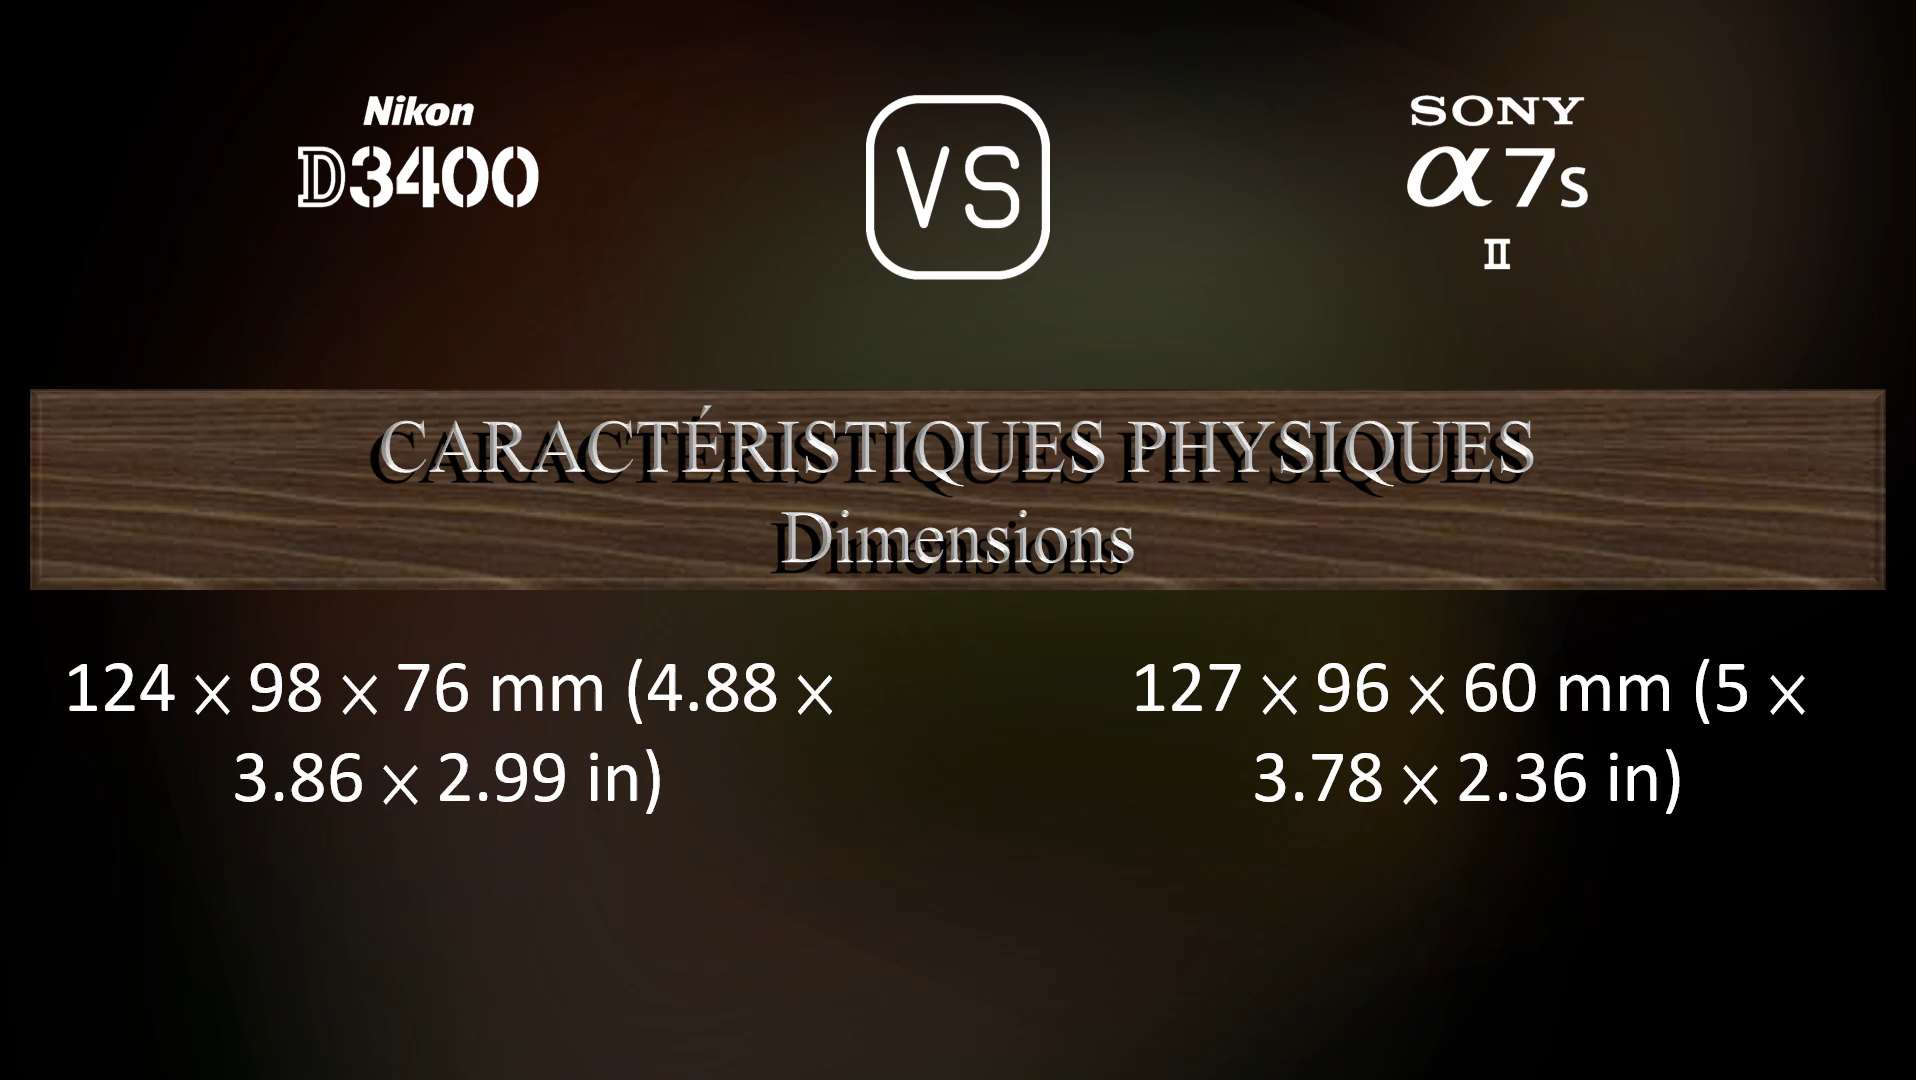 Nikon
D3400
VS
SONY
α7s
II
CARACTÉRISTIQUES PHYSIQUES
Dimensions
124 x 98 x 76 mm (4.88 x
3.86 x 2.99 in)
127 x 96 x 60 mm (5 x
3.78 x 2.36 in)